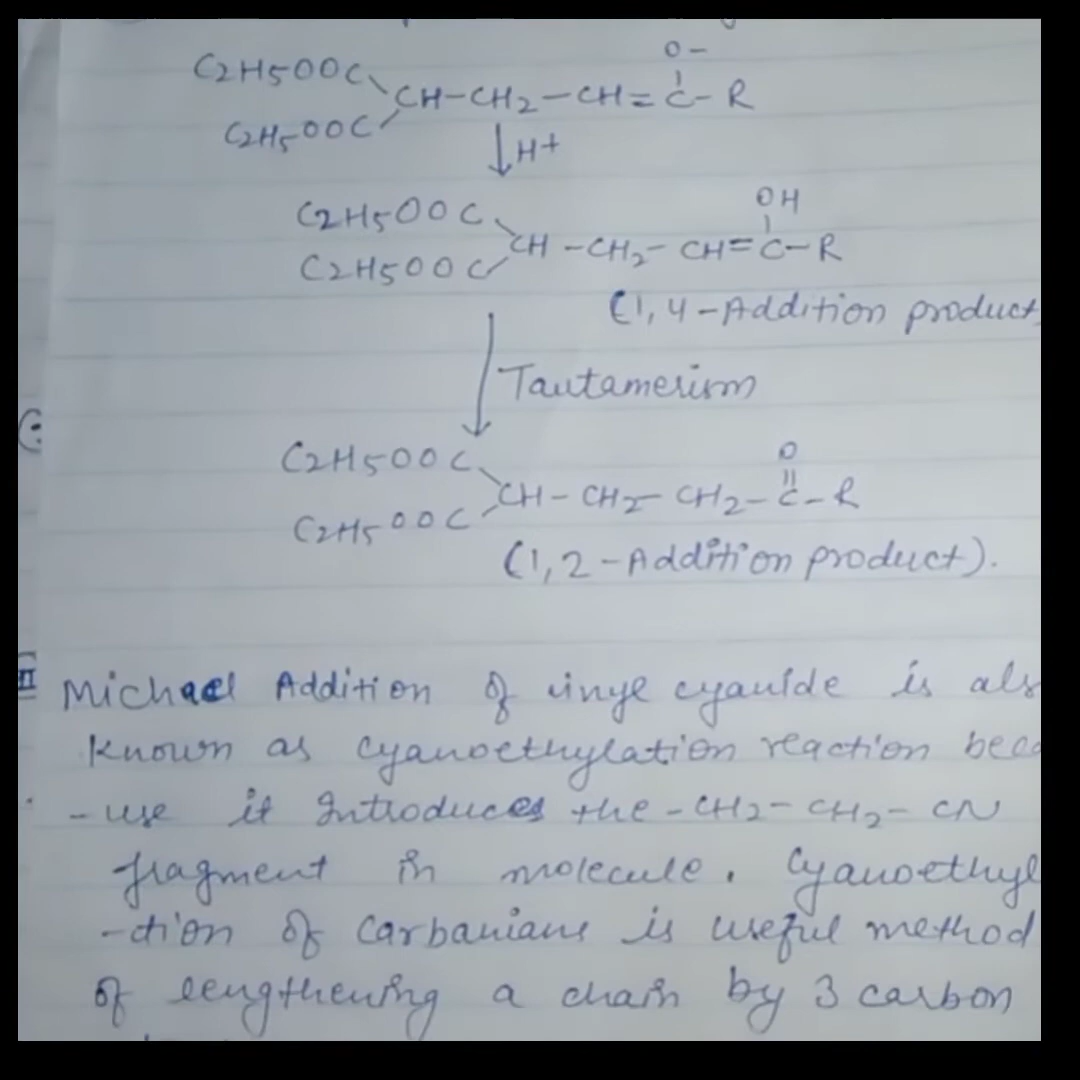 O-
C2H5OOC
CH-CH2-CH=C-R
C2H5OOC
↓H+
OH
C2H5OOC
CH-CH2-CH=C-R
C2H5OOC
(1,4-Addition product
Tautamerism
O
C2H5OOC
CH-CH2-CH2-C-R
C2H5OOC
(1,2-Addition product).
II Michael Addition of vinyl cyanide is als
known as cyanoethylation reaction beca
-use it Introduces the -CH2-CH2-CN
fragment in molecule. Cyanoethyl
-tion of Carbanians is useful method
of lengthening a chain by 3 carbon